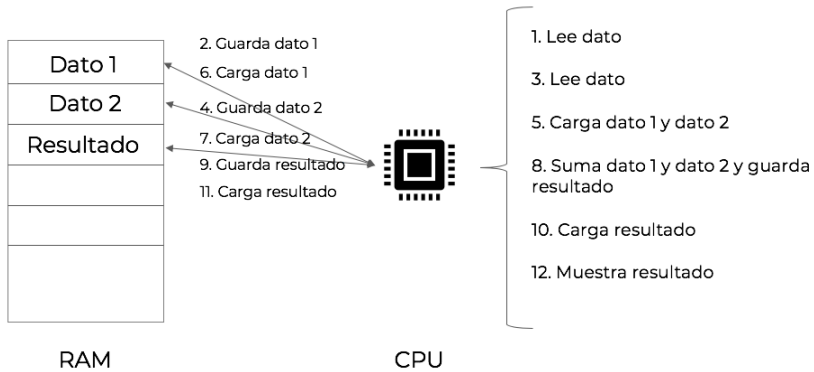 Dato 1
Dato 2
Resultado
RAM
2. Guarda dato 1
6. Carga dato 1
4. Guarda dato 2
7. Carga dato 2
9. Guarda resultado
11. Carga resultado
CPU
1. Lee dato
3. Lee dato
5. Carga dato 1 y dato 2
8. Suma dato 1 y dato 2 y guarda
resultado
10. Carga resultado
12. Muestra resultado